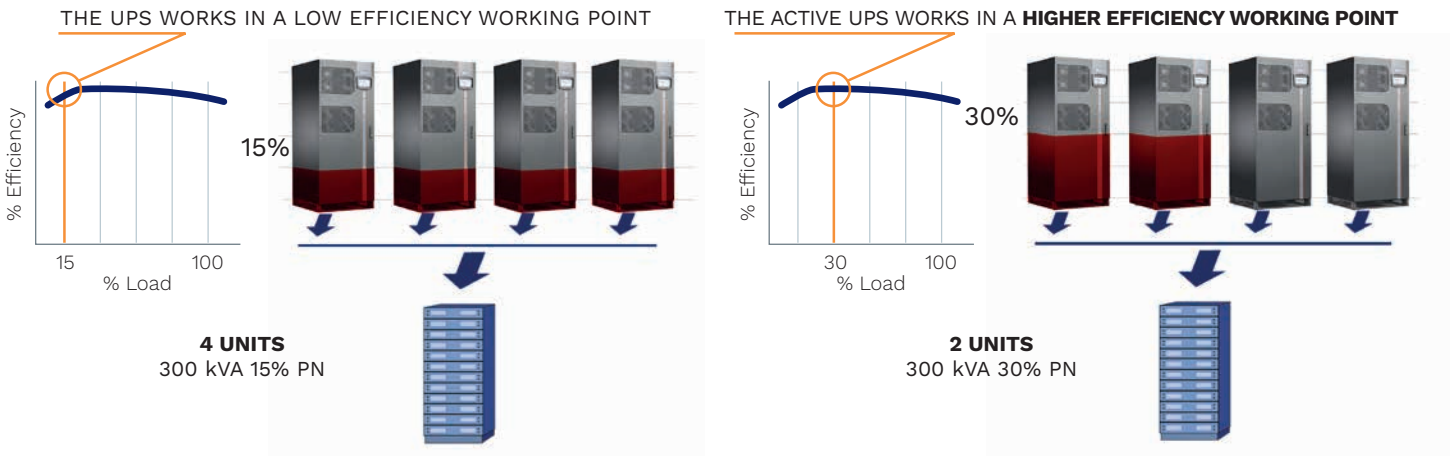 THE UPS WORKS IN A LOW EFFICIENCY WORKING POINT
% Efficiency
15%
15
100
% Load
4 UNITS
300 kVA 15% PN
THE ACTIVE UPS WORKS IN A HIGHER EFFICIENCY WORKING POINT
% Efficiency
30%
30
100
% Load
2 UNITS
300 kVA 30% PN